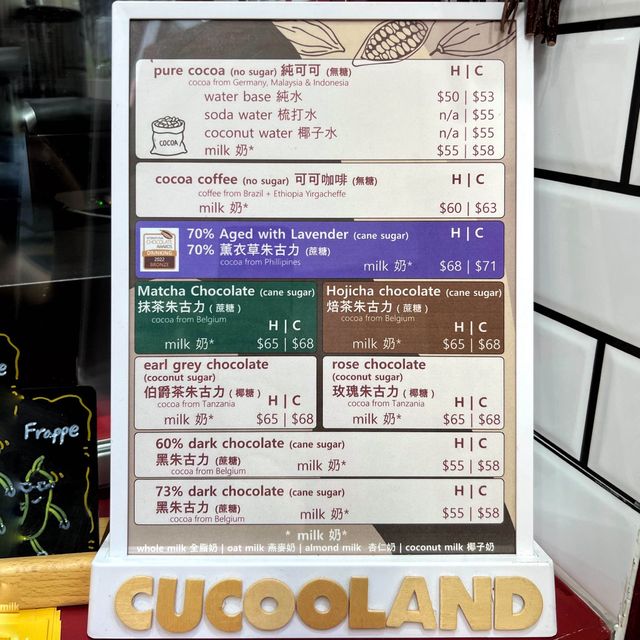 pure cocoa (no sugar) 純可可 (無糖) H | C
cocoa from Germany, Malaysia & Indonesia
water base 純水 $50 | $53
soda water 梳打水 n/a | $55
coconut water 椰子水 n/a | $55
milk 奶* $55 | $58
COCOA
cocoa coffee (no sugar) 可可咖啡 (無糖) H | C
coffee from Brazil + Ethiopia Yirgacheffe
milk 奶* $60 | $63
70% Aged with Lavender (cane sugar) H | C
70% 薰衣草朱古力 (蔗糖)
cocoa from Phillipines milk 奶* $68 | $71
INTERNATIONAL
CHOCOLATE
AWARDS
DRINKING
2022
BRONZE
Matcha Chocolate (cane sugar)
抹茶朱古力 (蔗糖)
cocoa from Belgium
H | C
milk 奶* $65 | $68
Hojicha chocolate (cane sugar)
焙茶朱古力 (蔗糖)
cocoa from Belgium
H | C
milk 奶* $65 | $68
earl grey chocolate
(coconut sugar)
伯爵茶朱古力 (椰糖)
cocoa from Tanzania H | C
milk 奶* $65 | $68
rose chocolate
(coconut sugar)
玫瑰朱古力 (椰糖)
cocoa from Tanzania H | C
milk 奶* $65 | $68
60% dark chocolate (cane sugar) H | C
黑朱古力 (蔗糖)
cocoa from Belgium milk 奶* $55 | $58
73% dark chocolate (cane sugar) H | C
黑朱古力 (蔗糖)
cocoa from Belgium milk 奶* $55 | $58
* milk 奶*
whole milk 全脂奶 | oat milk 燕麥奶 | almond milk 杏仁奶 | coconut milk 椰子奶
CUCOOLAND
Frappe
milk